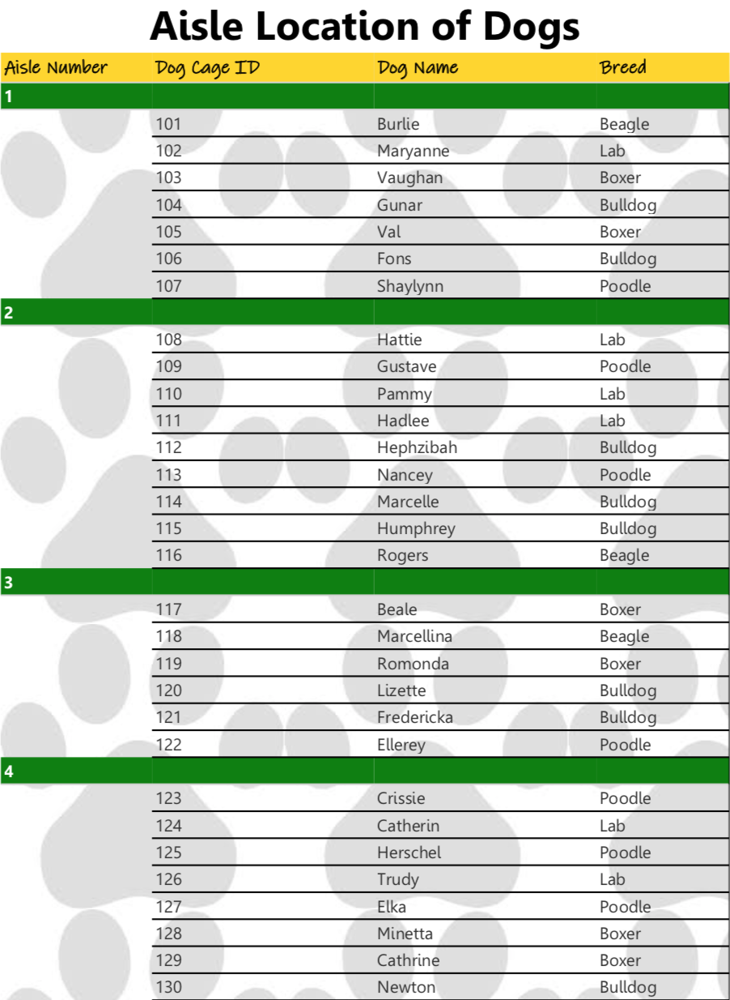 Aisle Location of Dogs
Aisle Number Dog Cage ID Dog Name Breed
1
101 Burlie Beagle
102 Maryanne Lab
103 Vaughan Boxer
104 Gunar Bulldog
105 Val Boxer
106 Fons Bulldog
107 Shaylynn Poodle
2
108 Hattie Lab
109 Gustave Poodle
110 Pammy Lab
111 Hadlee Lab
112 Hephzibah Bulldog
113 Nancey Poodle
114 Marcelle Bulldog
115 Humphrey Bulldog
116 Rogers Beagle
3
117 Beale Boxer
118 Marcellina Beagle
119 Romonda Boxer
120 Lizette Bulldog
121 Fredericka Bulldog
122 Ellerey Poodle
4
123 Crissie Poodle
124 Catherin Lab
125 Herschel Poodle
126 Trudy Lab
127 Elka Poodle
128 Minetta Boxer
129 Cathrine Boxer
130 Newton Bulldog